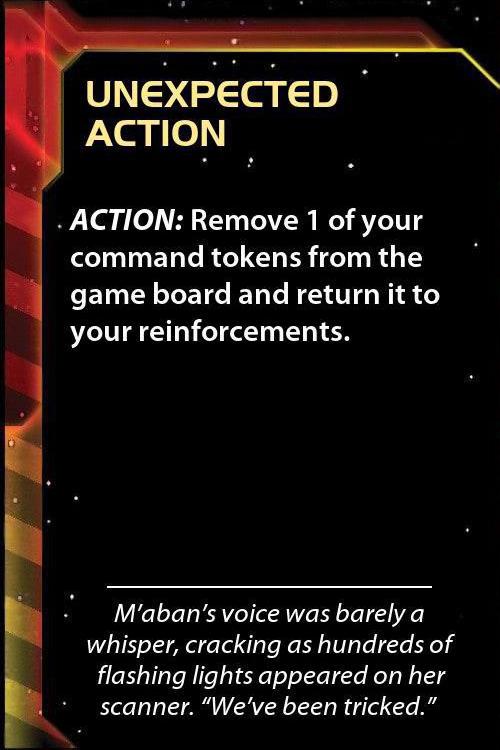 UNEXPECTED
ACTION
ACTION: Remove 1 of your
command tokens from the
game board and return it to
your reinforcements.
M’aban’s voice was barely a
whisper, cracking as hundreds of
flashing lights appeared on her
scanner. “We’ve been tricked.”